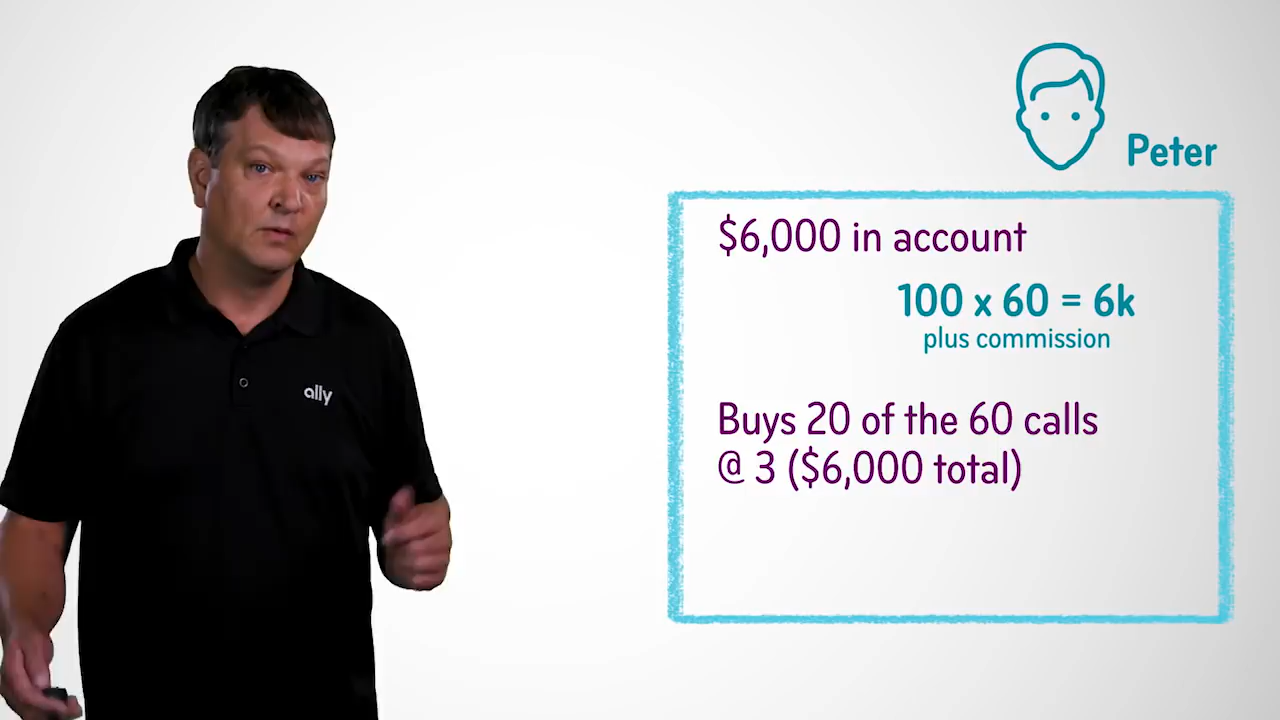 Peter
$6,000 in account
100 x 60 = 6k
plus commission
ally
Buys 20 of the 60 calls
@ 3 ($6,000 total)